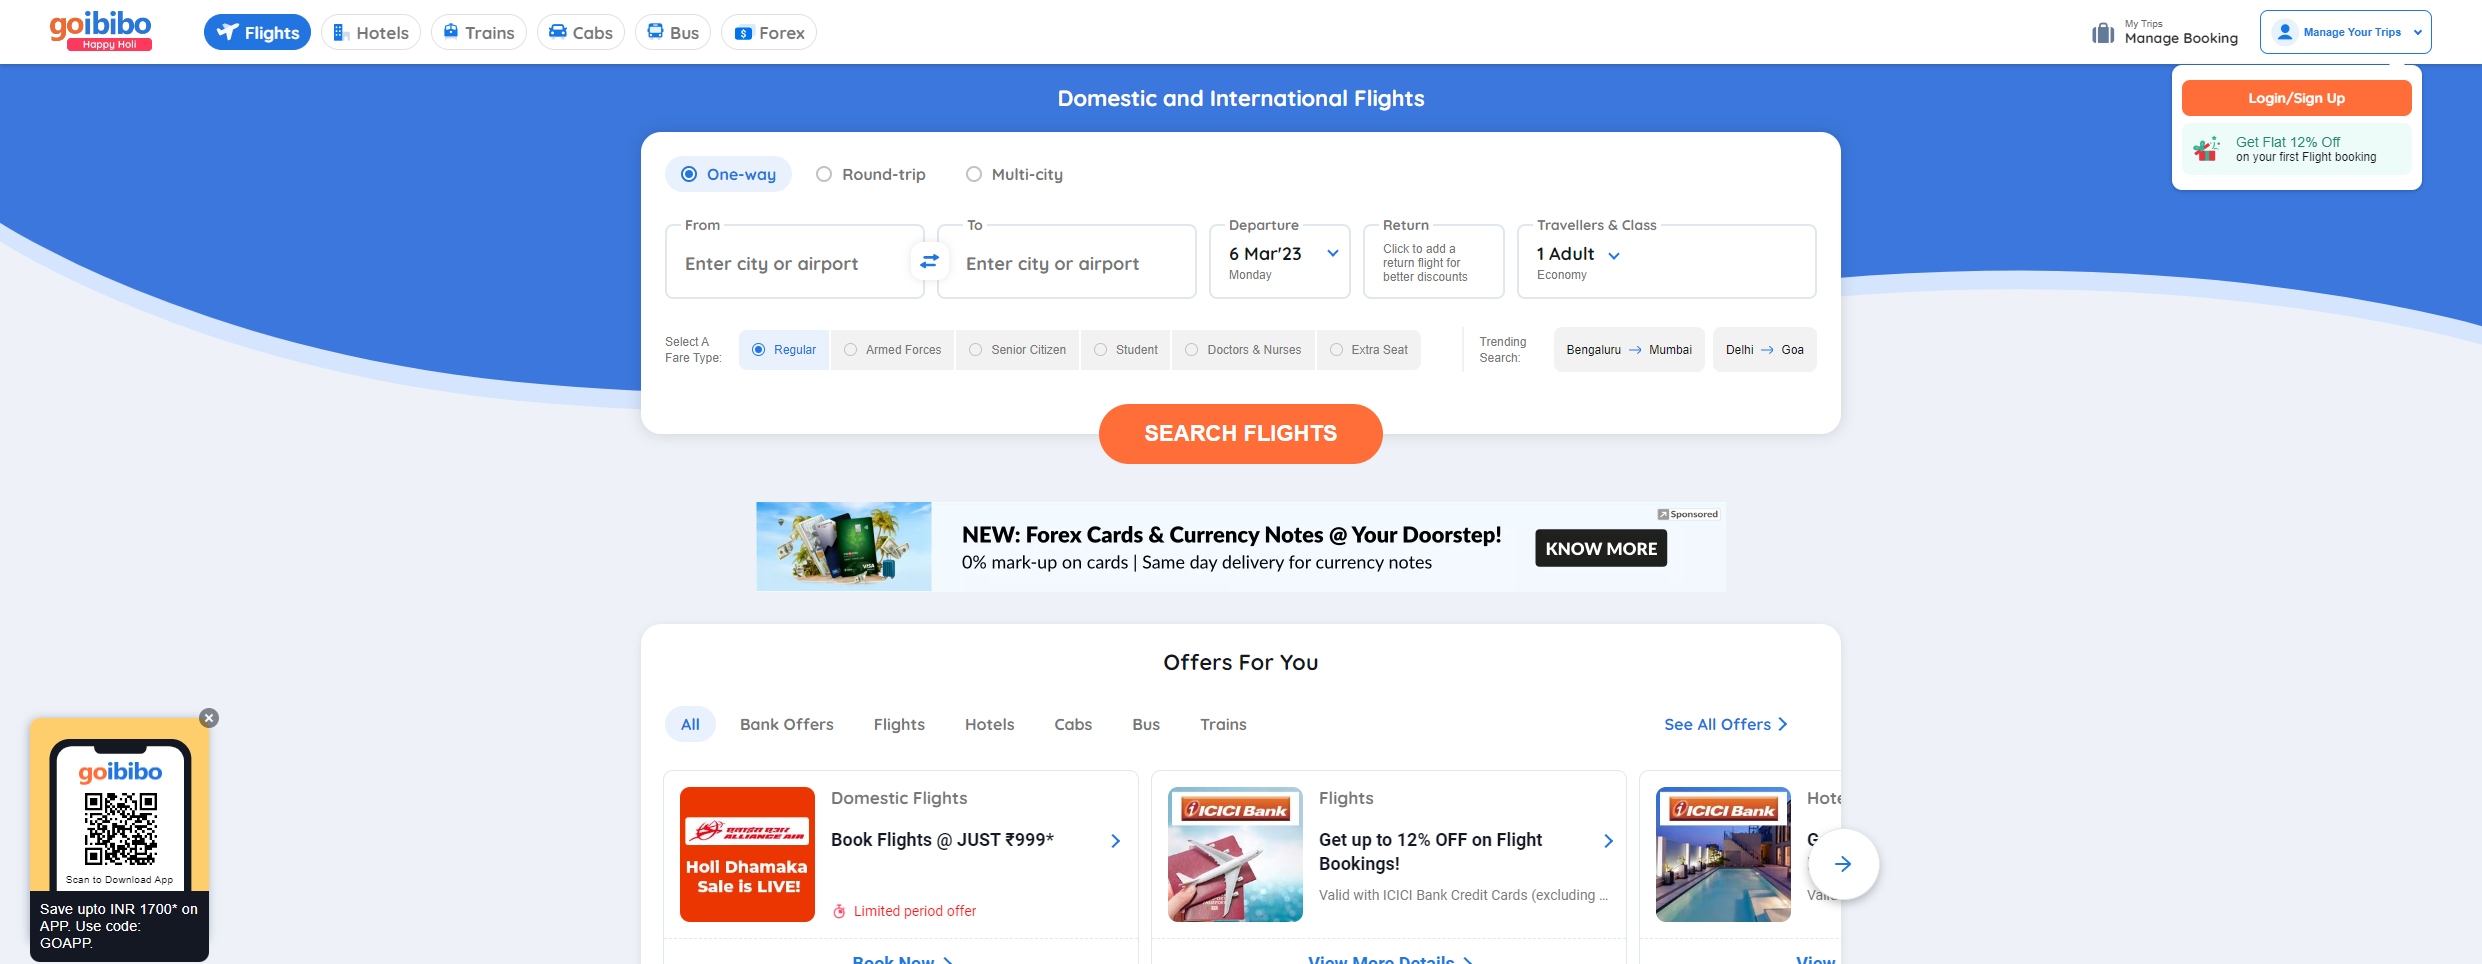 goibibo
Happy Holi
Flights
Hotels
Trains
Cabs
Bus
Forex
My Trips
Manage Booking
Manage Your Trips
Login/Sign Up
Get Flat 12% Off
on your first Flight booking
Domestic and International Flights
One-way
Round-trip
Multi-city
From
Enter city or airport
To
Enter city or airport
Departure
6 Mar'23
Monday
Return
Click to add a
return flight for
better discounts
Travellers & Class
1 Adult
Economy
Select A
Fare Type:
Regular
Armed Forces
Senior Citizen
Student
Doctors & Nurses
Extra Seat
Trending
Search:
Bengaluru → Mumbai
Delhi → Goa
SEARCH FLIGHTS
NEW: Forex Cards & Currency Notes @ Your Doorstep!
0% mark-up on cards | Same day delivery for currency notes
KNOW MORE
Sponsored
VISA
Offers For You
All
Bank Offers
Flights
Hotels
Cabs
Bus
Trains
See All Offers
ALLIANCE AIR
Holi Dhamaka
Sale is LIVE!
Domestic Flights
Book Flights @ JUST ₹999*
Limited period offer
Book Now
ICICI Bank
Flights
Get up to 12% OFF on Flight
Bookings!
Valid with ICICI Bank Credit Cards (excluding ...
View More Details
ICICI Bank
Hote
G
Valid
View
goibibo
Scan to Download App
Save upto INR 1700* on
APP. Use code:
GOAPP.